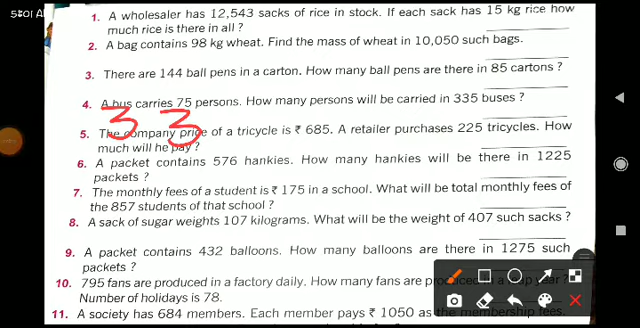 5:01 A
1. A wholesaler has 12,543 sacks of rice in stock. If each sack has 15 kg rice how
much rice is there in all ?
2. A bag contains 98 kg wheat. Find the mass of wheat in 10,050 such bags.
3. There are 144 ball pens in a carton. How many ball pens are there in 85 cartons ?
4. A bus carries 75 persons. How many persons will be carried in 335 buses ?
3 3
5. The company price of a tricycle is ₹ 685. A retailer purchases 225 tricycles. How
much will he pay ?
6. A packet contains 576 hankies. How many hankies will be there in 1225
packets ?
7. The monthly fees of a student is ₹ 175 in a school. What will be total monthly fees of
the 857 students of that school ?
8. A sack of sugar weights 107 kilograms. What will be the weight of 407 such sacks ?
9. A packet contains 432 balloons. How many balloons are there in 1275 such
packets ?
10. 795 fans are produced in a factory daily. How many fans are produced in a leap year ?
Number of holidays is 78.
11. A society has 684 members. Each member pays ₹ 1050 as the membership fees.